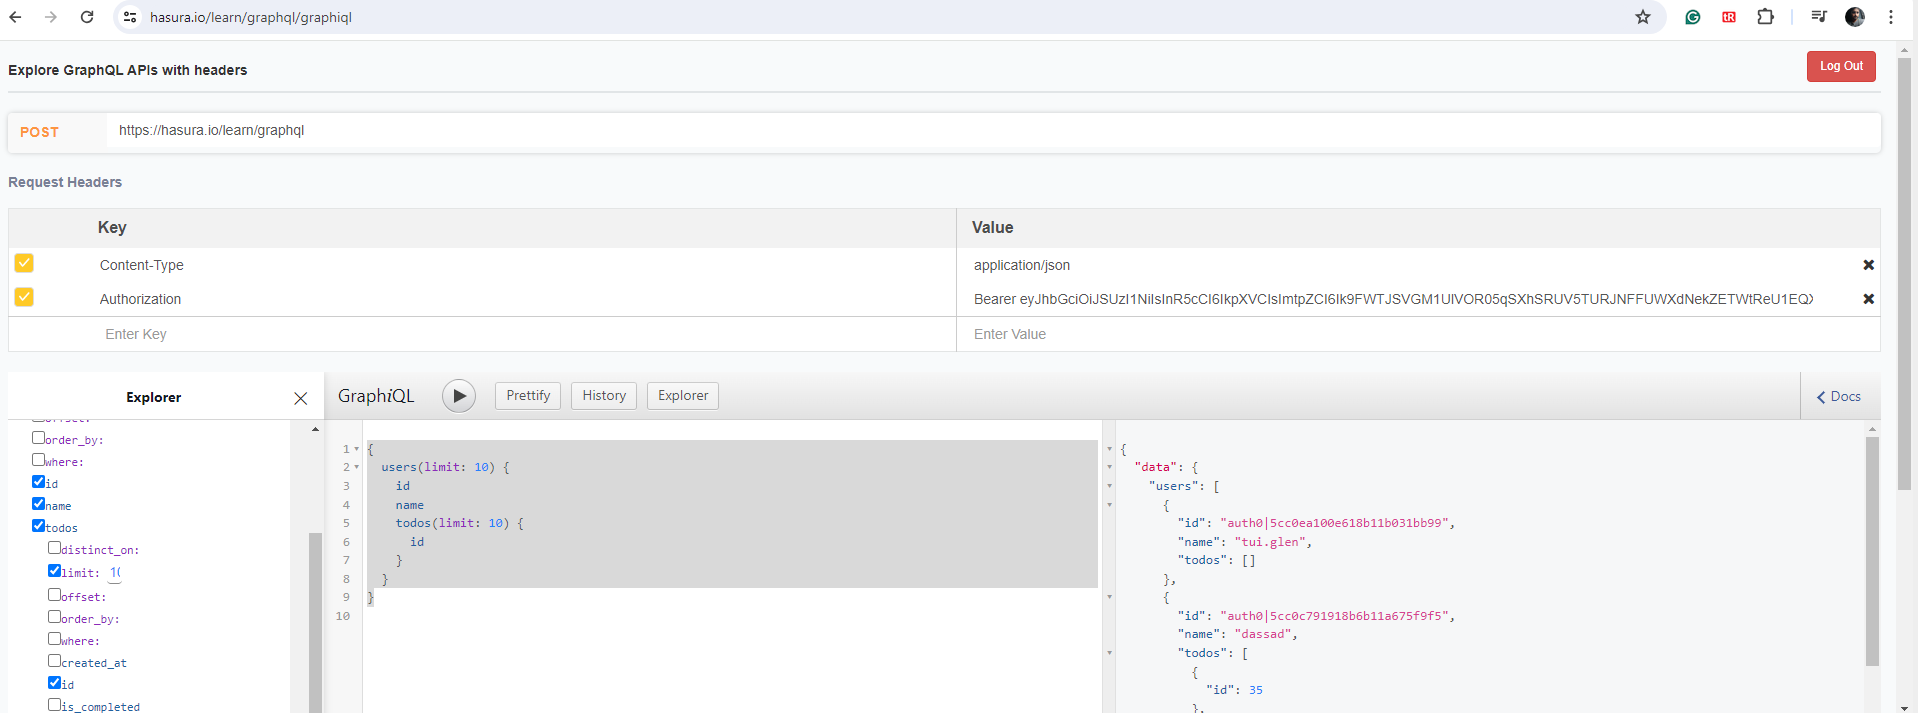 hasura.io/learn/graphql/graphiql
Explore GraphQL APIs with headers
Log Out
POST
https://hasura.io/learn/graphql
Request Headers
Key Value
Content-Type application/json
Authorization Bearer
Enter Key Enter Value
Explorer
GraphiQL
Prettify
History
Explorer
Docs
order_by:
where:
id
name
todos
distinct_on:
limit:
offset:
order_by:
where:
created_at
id
is_completed
1 {
2 users(limit: 10) {
3 id
4 name
5 todos(limit: 10) {
6 id
7 }
8 }
9 }
10
{
"data": {
"users": [
{
"id": "auth0|5cc0ea100e618b11b031bb99",
"name": "tui.glen",
"todos": []
},
{
"id": "auth0|5cc0c791918b6b11a675f9f5",
"name": "dassad",
"todos": [
{
"id": 35
},